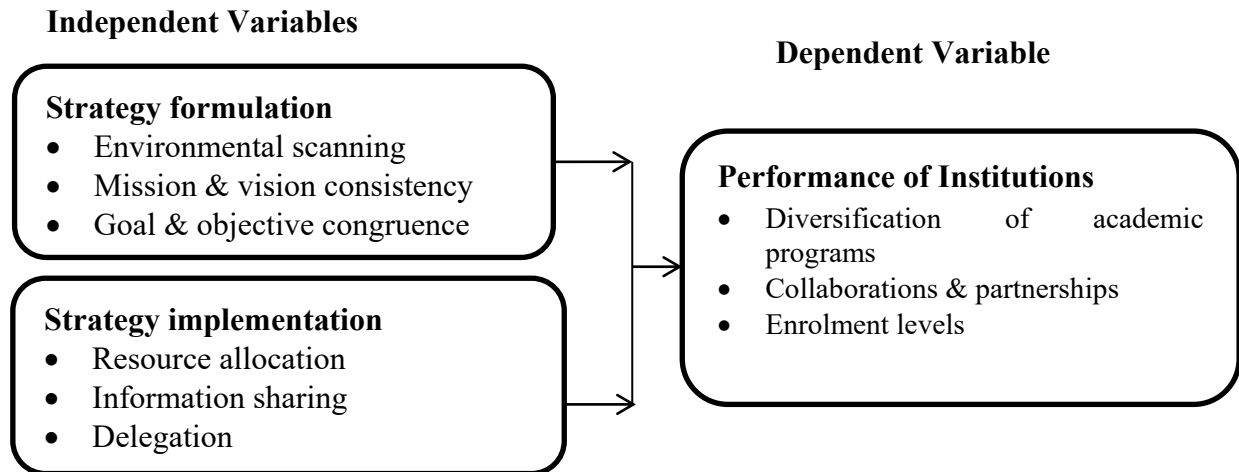 Independent Variables
Strategy formulation
• Environmental scanning
• Mission & vision consistency
• Goal & objective congruence
Strategy implementation
• Resource allocation
• Information sharing
• Delegation
Dependent Variable
Performance of Institutions
• Diversification of academic
programs
• Collaborations & partnerships
• Enrolment levels